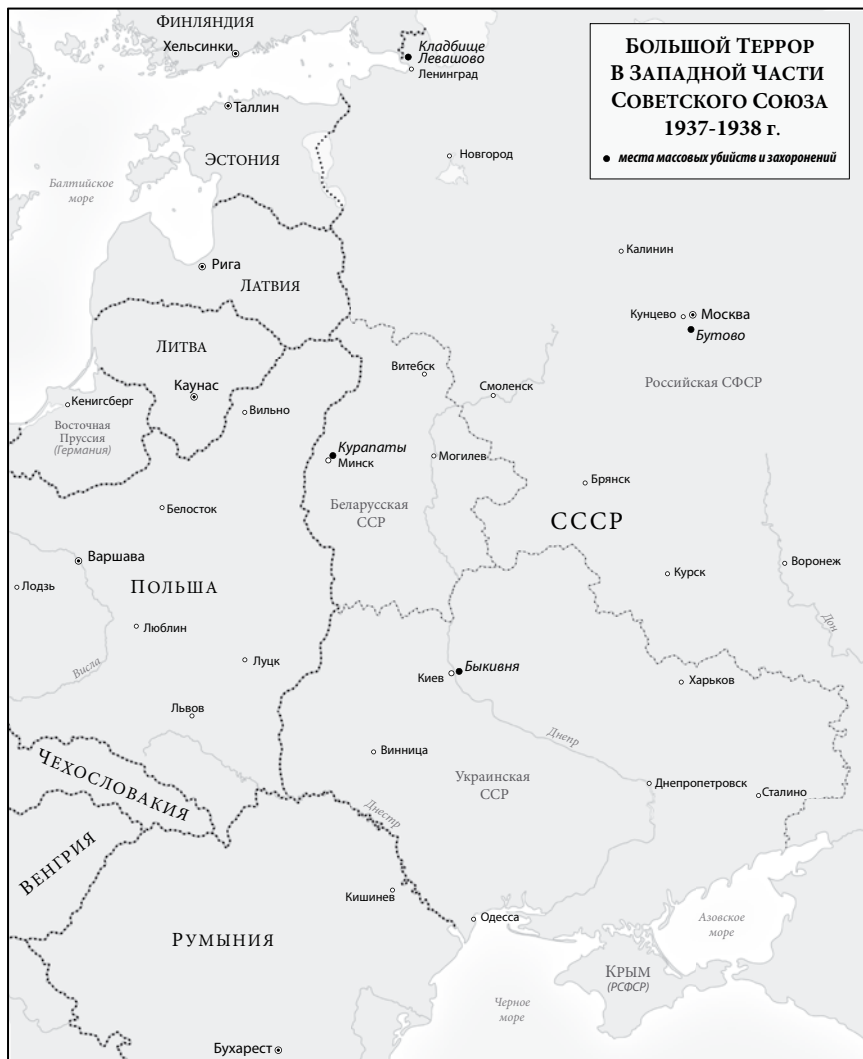 ФИНЛЯНДИЯ
Хельсинки
Кладбище
Левашово
Ленинград
БОЛЬШОЙ ТЕРРОР
В ЗАПАДНОЙ ЧАСТИ
СОВЕТСКОГО СОЮЗА
1937-1938 г.
места массовых убийств и захоронений
Таллин
ЭСТОНИЯ
Новгород
Балтийское
море
Калинин
Рига
ЛАТВИЯ
Кунцево
Москва
Бутово
ЛИТВА
Витебск
Смоленск
Российская СФСР
Каунас
Кенигсберг
Вильно
Восточная
Пруссия
(Германия)
Курапаты
Минск
Могилев
Брянск
Беларусская
ССР
Белосток
СССР
Варшава
Воронеж
Курск
Лодзь
ПОЛЬША
Люблин
Дон
Висла
Луцк
Киев
Быкивня
Харьков
Львов
Днепр
Винница
ЧЕХОСЛОВАКИЯ
Украинская
ССР
Днепропетровск
Сталино
Днестр
ВЕНГРИЯ
Кишинев
Одесса
Азовское
море
РУМЫНИЯ
КРЫМ
(РСФСР)
Черное
море
Бухарест